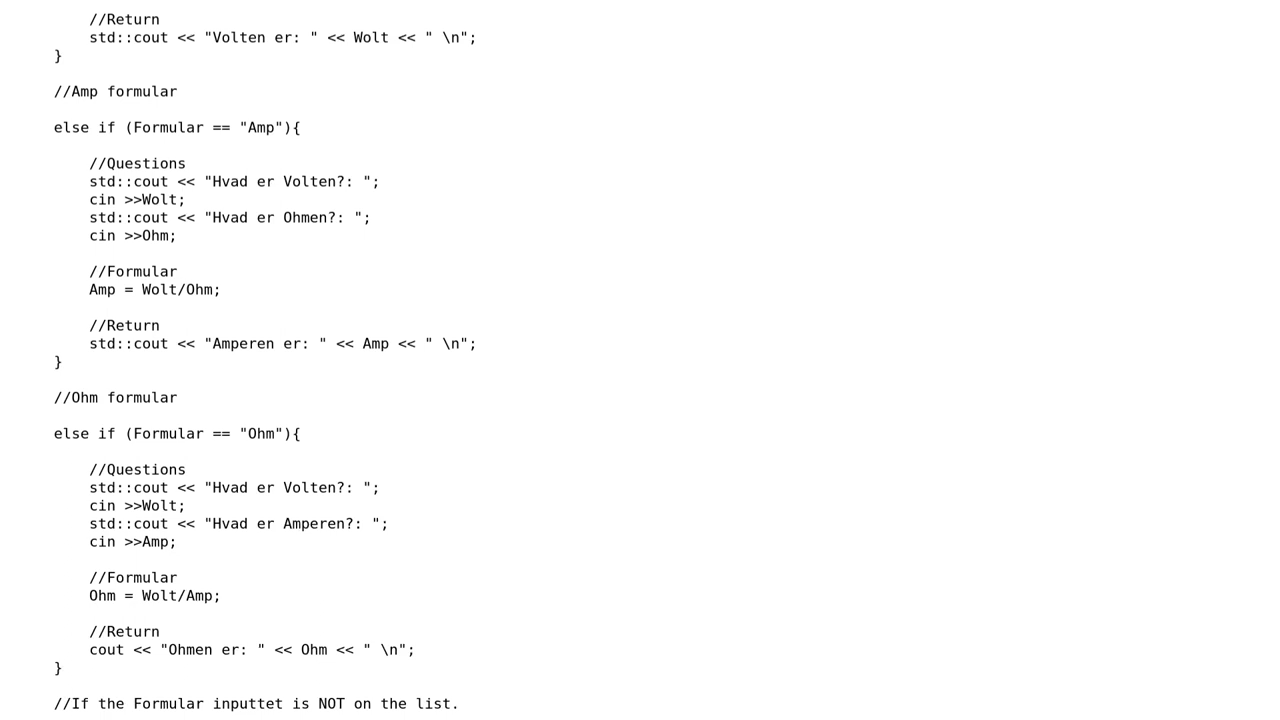 //Return
std::cout << "Volten er: " << Wolt << " \n";
}
//Amp formular
else if (Formular == "Amp"){
//Questions
std::cout << "Hvad er Volten?: ";
cin >>Wolt;
std::cout << "Hvad er Ohmen?: ";
cin >>Ohm;
//Formular
Amp = Wolt/Ohm;
//Return
std::cout << "Amperen er: " << Amp << " \n";
}
//Ohm formular
else if (Formular == "Ohm"){
//Questions
std::cout << "Hvad er Volten?: ";
cin >>Wolt;
std::cout << "Hvad er Amperen?: ";
cin >>Amp;
//Formular
Ohm = Wolt/Amp;
//Return
cout << "Ohmen er: " << Ohm << " \n";
}
//If the Formular inputtet is NOT on the list.